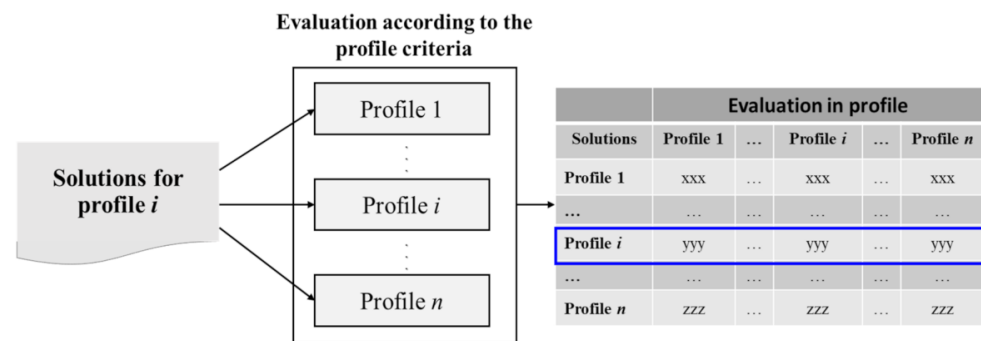 Evaluation according to the
profile criteria
Solutions for
profile i
Profile 1
Profile i
Profile n
Evaluation in profile
Solutions Profile 1 … Profile i … Profile n
Profile 1 xxx … xxx … xxx
… … … … … …
Profile i yyy … yyy … yyy
… … … … … …
Profile n zzz … zzz … zzz